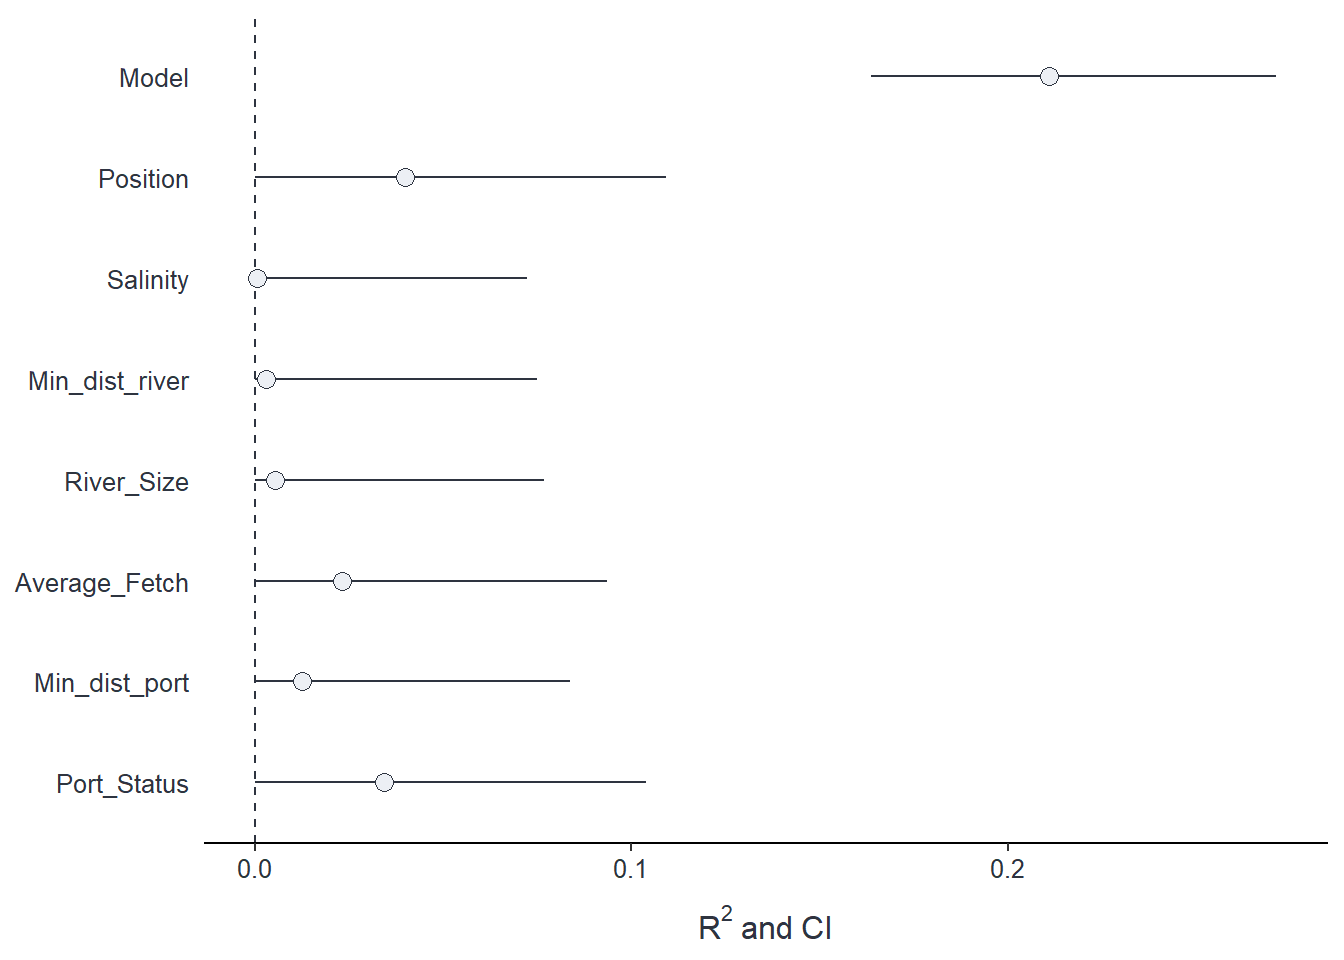 Model
Position
Salinity
Min_dist_river
River_Size
Average_Fetch
Min_dist_port
Port_Status
0.0 0.1 0.2
R² and CI